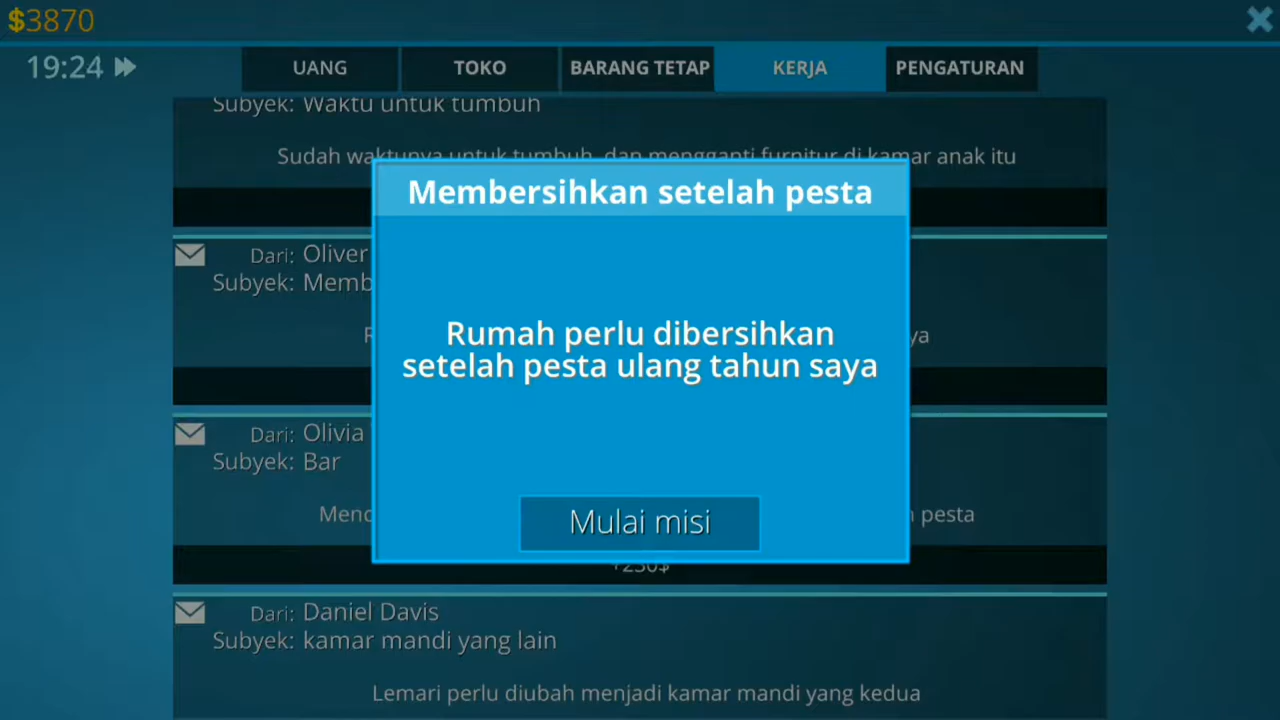 $3870
19:24
UANG
TOKO
BARANG TETAP
KERJA
PENGATURAN
Subyek: Waktu untuk tumbuh
Sudah waktunya untuk tumbuh, dan mengganti furnitur di kamar anak itu
Membersihkan setelah pesta
Rumah perlu dibersihkan
setelah pesta ulang tahun saya
Mulai misi
Dari: Oliver
Subyek: Memb
ya
Dari: Olivia
Subyek: Bar
Menc
pesta
+250$
Dari: Daniel Davis
Subyek: kamar mandi yang lain
Lemari perlu diubah menjadi kamar mandi yang kedua